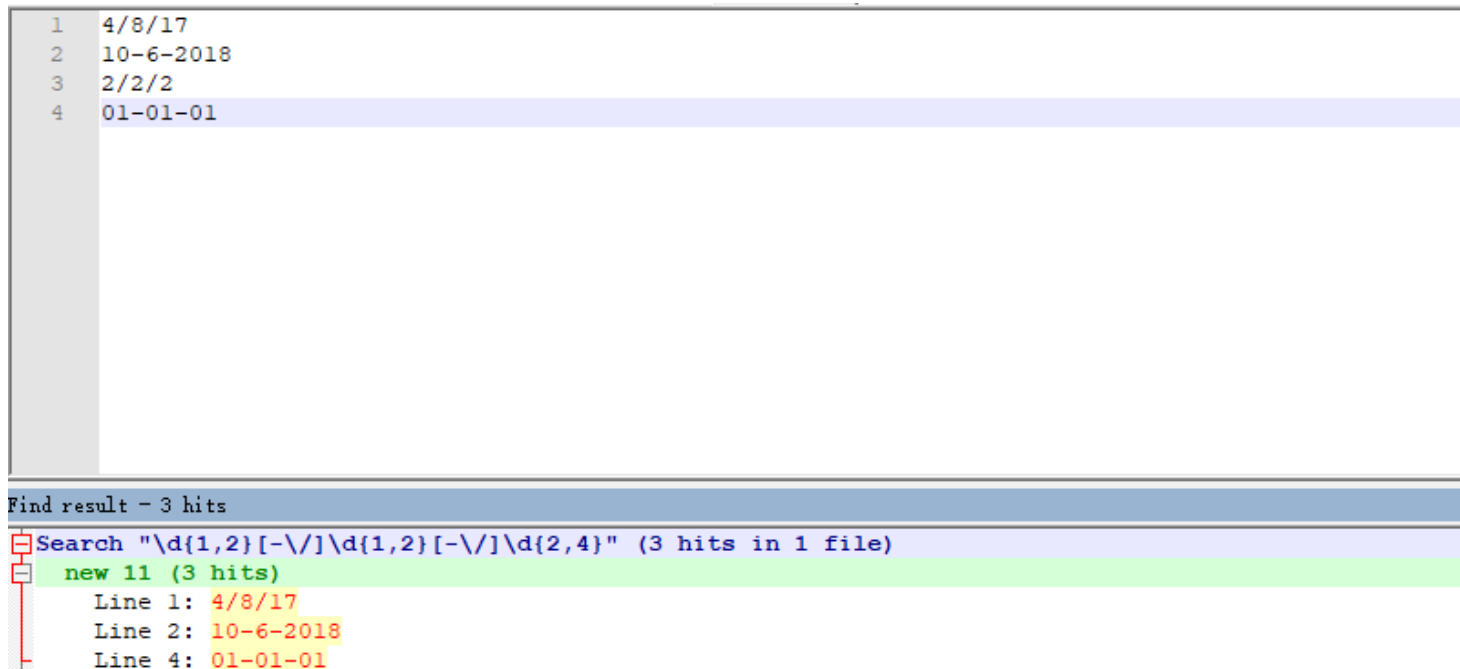 1 4/8/17
2 10-6-2018
3 2/2/2
4 01-01-01
Find result - 3 hits
Search "\d{1,2}[-\/]\d{1,2}[-\/]\d{2,4}" (3 hits in 1 file)
new 11 (3 hits)
Line 1: 4/8/17
Line 2: 10-6-2018
Line 4: 01-01-01